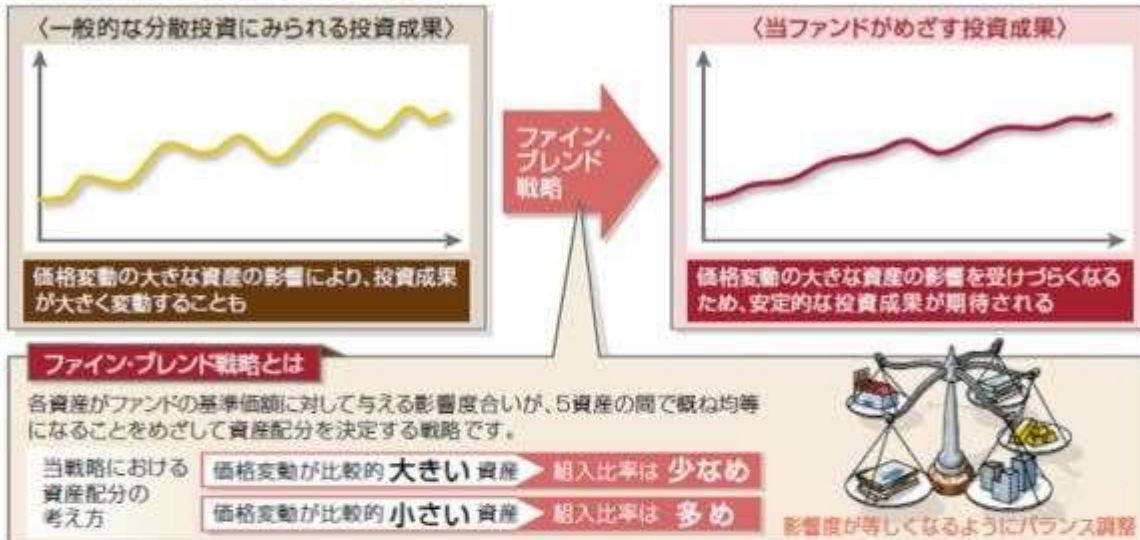 〈一般的な分散投資にみられる投資成果〉
価格変動の大きな資産の影響により、投資成果
が大きく変動することも
ファイン・
ブレンド
戦略
〈当ファンドがめざす投資成果〉
価格変動の大きな資産の影響を受けづらくなる
ため、安定的な投資成果が期待される
ファイン・ブレンド戦略とは
各資産がファンドの基準価額に対して与える影響度合いが、5資産の間で概ね均等
になることをめざして資産配分を決定する戦略です。
当戦略における
資産配分の
考え方
価格変動が比較的 大きい 資産 組入比率は 少なめ
価格変動が比較的 小さい 資産 組入比率は 多め
影響度が等しくなるようにバランス調整